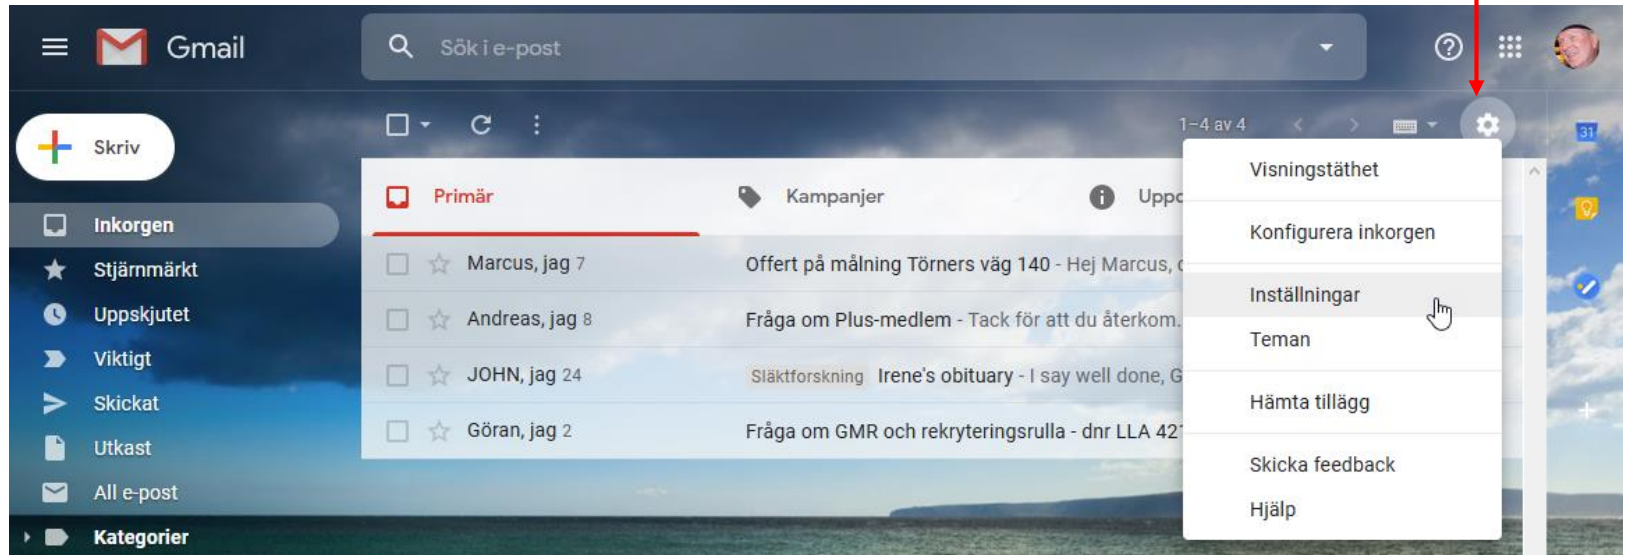 Gmail
Sök i e-post
Skriv
1–4 av 4
31
Inkorgen
Stjärnmärkt
Uppskjutet
Viktigt
Skickat
Utkast
All e-post
Kategorier
Primär
Kampanjer
Uppd
Marcus, jag 7
Offert på målning Törners väg 140 - Hej Marcus,
Andreas, jag 8
Fråga om Plus-medlem - Tack för att du återkom.
JOHN, jag 24
Släktforskning Irene's obituary - I say well done, G
Göran, jag 2
Fråga om GMR och rekryteringsrulla - dnr LLA 421
Visningstäthet
Konfigurera inkorgen
Inställningar
Teman
Hämta tillägg
Skicka feedback
Hjälp